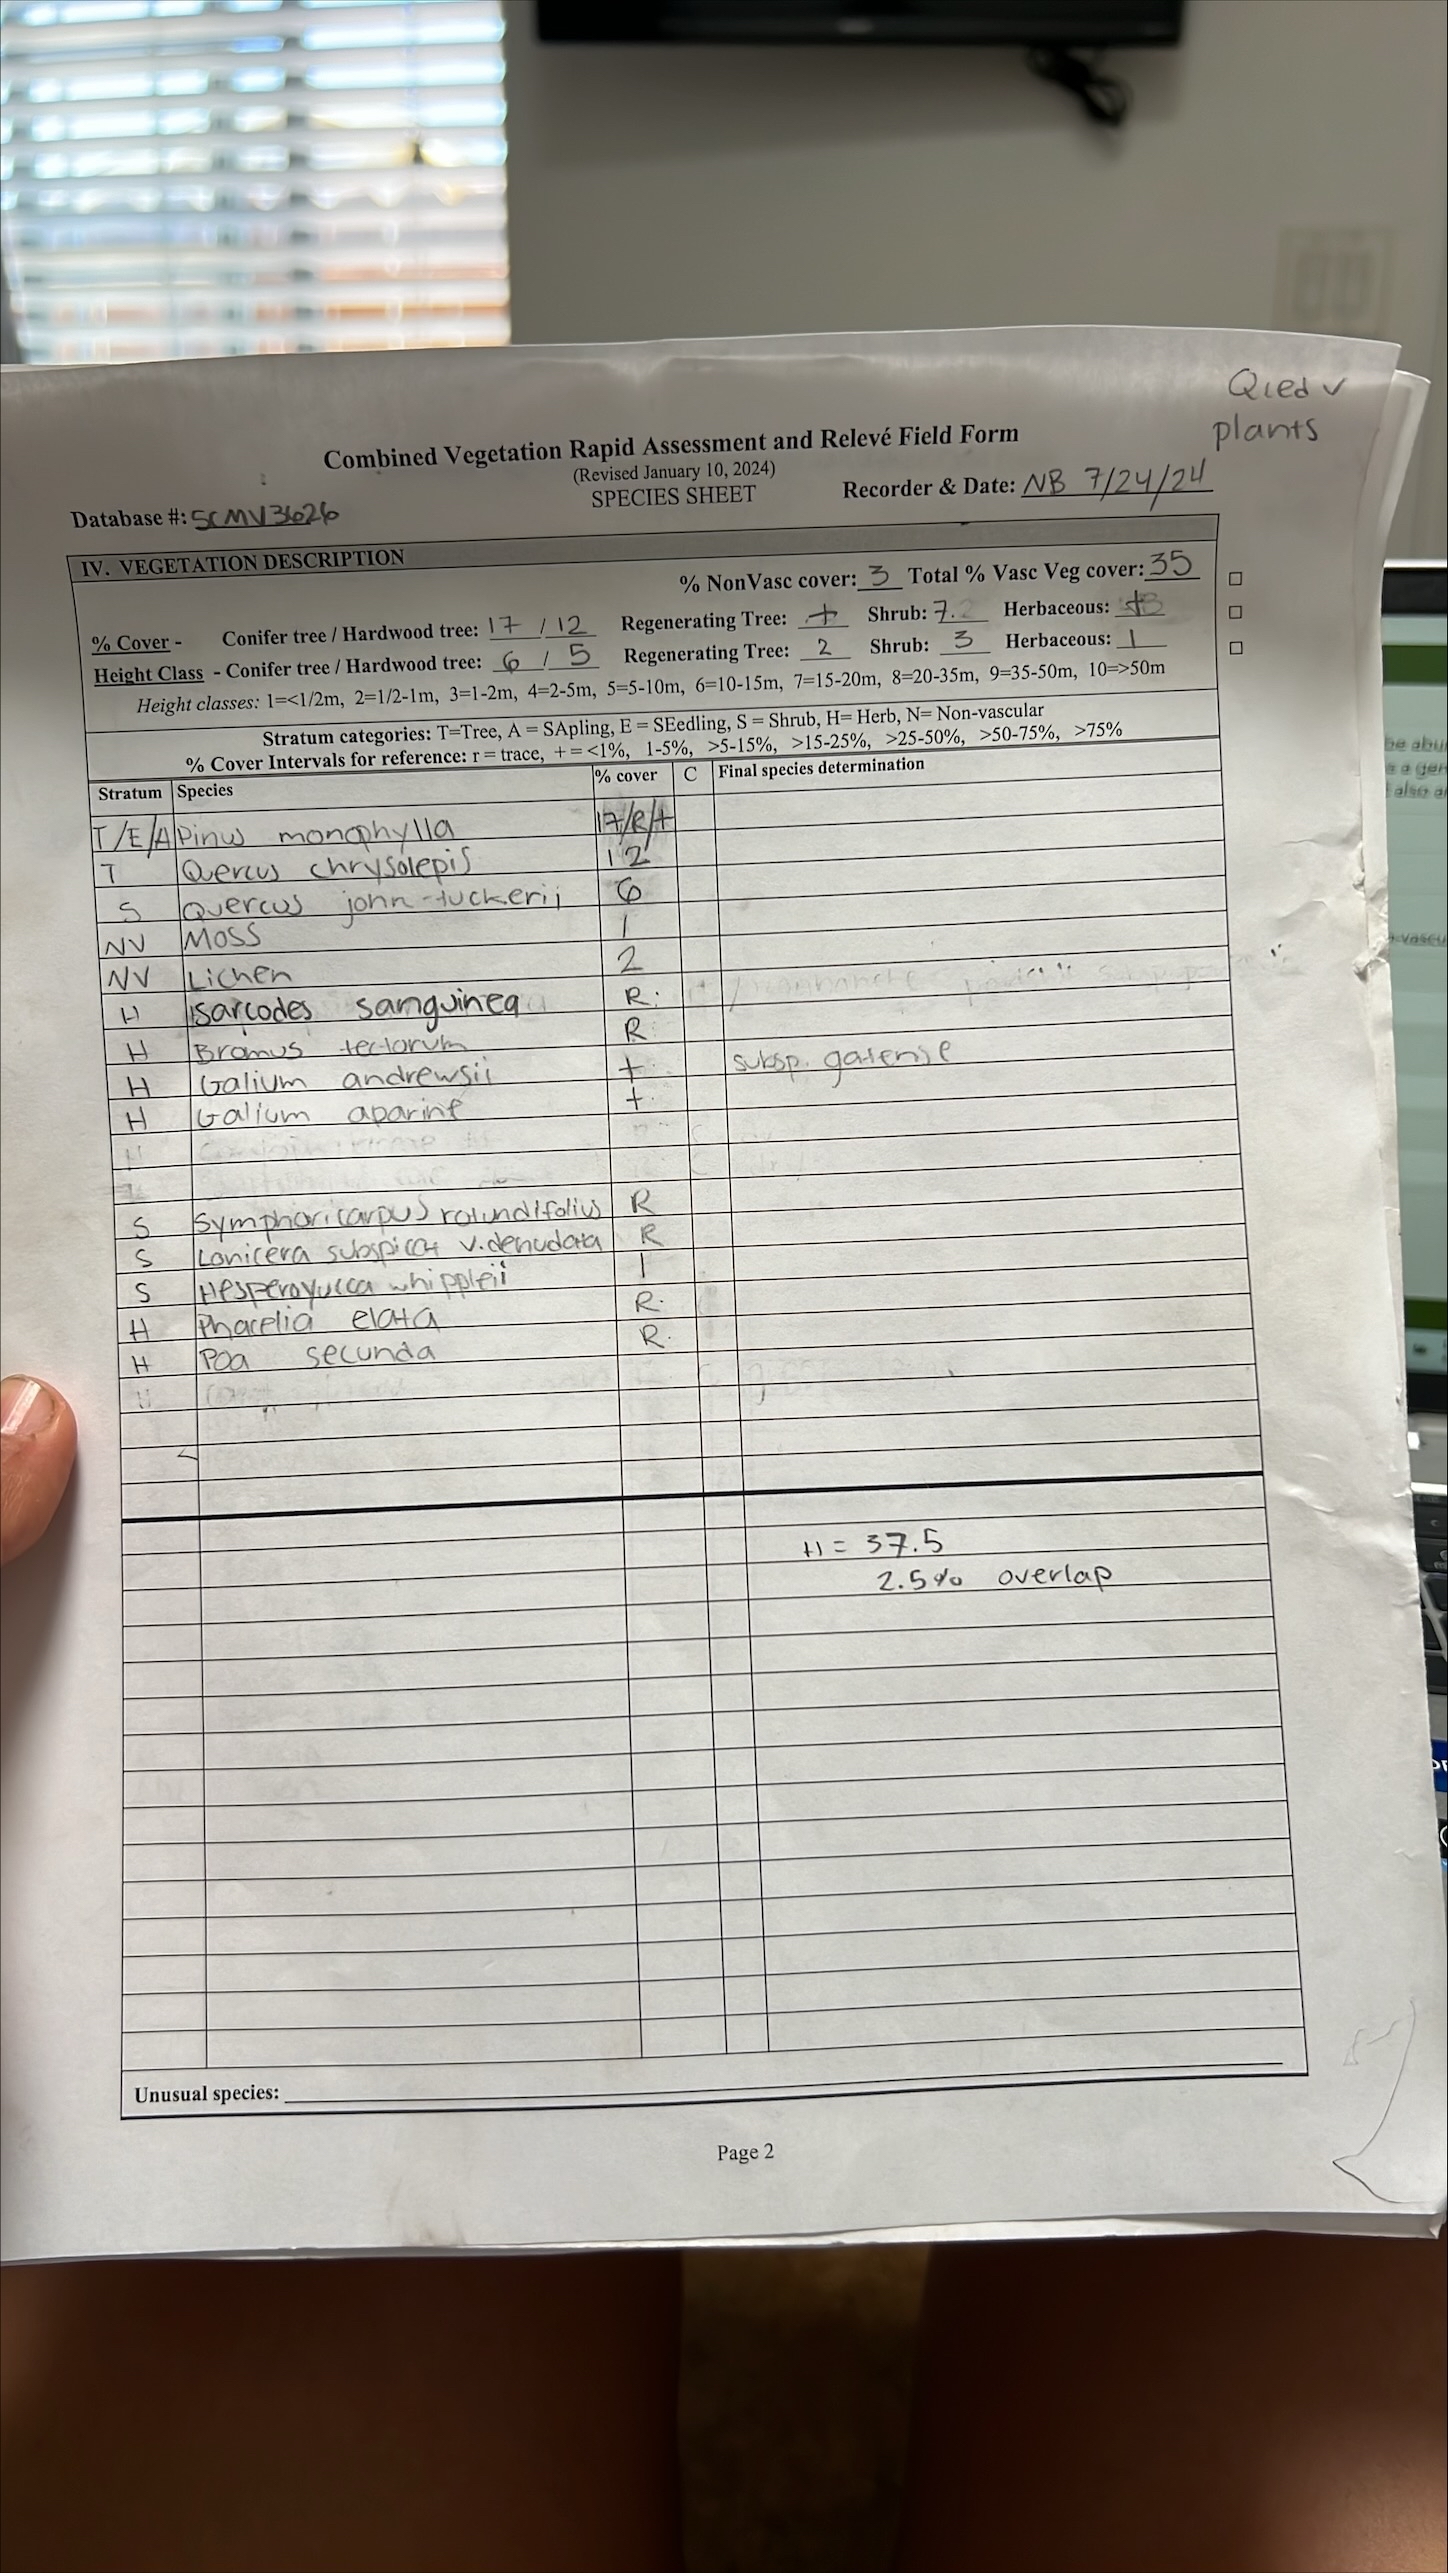 Qced ✓
plants
Combined Vegetation Rapid Assessment and Relevé Field Form
(Revised January 10, 2024)
SPECIES SHEET
Recorder & Date: NB 7/24/24
Database #: SCMV3626
IV. VEGETATION DESCRIPTION
% NonVasc cover: 3 Total % Vasc Veg cover: 35
% Cover - Conifer tree / Hardwood tree: 17 / 12 Regenerating Tree: + Shrub: 7. Herbaceous: +
Height Class - Conifer tree / Hardwood tree: 6 / 5 Regenerating Tree: 2 Shrub: 3 Herbaceous: 1
Height classes: 1=<1/2m, 2=1/2-1m, 3=1-2m, 4=2-5m, 5=5-10m, 6=10-15m, 7=15-20m, 8=20-35m, 9=35-50m, 10=>50m
Stratum categories: T=Tree, A = SApling, E = SEedling, S = Shrub, H= Herb, N= Non-vascular
% Cover Intervals for reference: r = trace, + = <1%, 1-5%, >5-15%, >15-25%, >25-50%, >50-75%, >75%
Stratum Species % cover C Final species determination
T/E/A Pinus monophylla 17/R/+
T Quercus chrysolepis 12
S Quercus john-tuckerii 6
NV Moss 1
NV Lichen 2
H Sarcodes sanguinea R
H Bromus tectorum R
H Galium andrewsii + subsp. gatense
H Galium aparine +
S Symphoricarpus rotundifolius R
S Lonicera subspicat v. denudata R
S Hesperoyucca whippleii 1
H Phacelia elata R
H Poa secunda R
H = 37.5
2.5% overlap
Unusual species:
Page 2